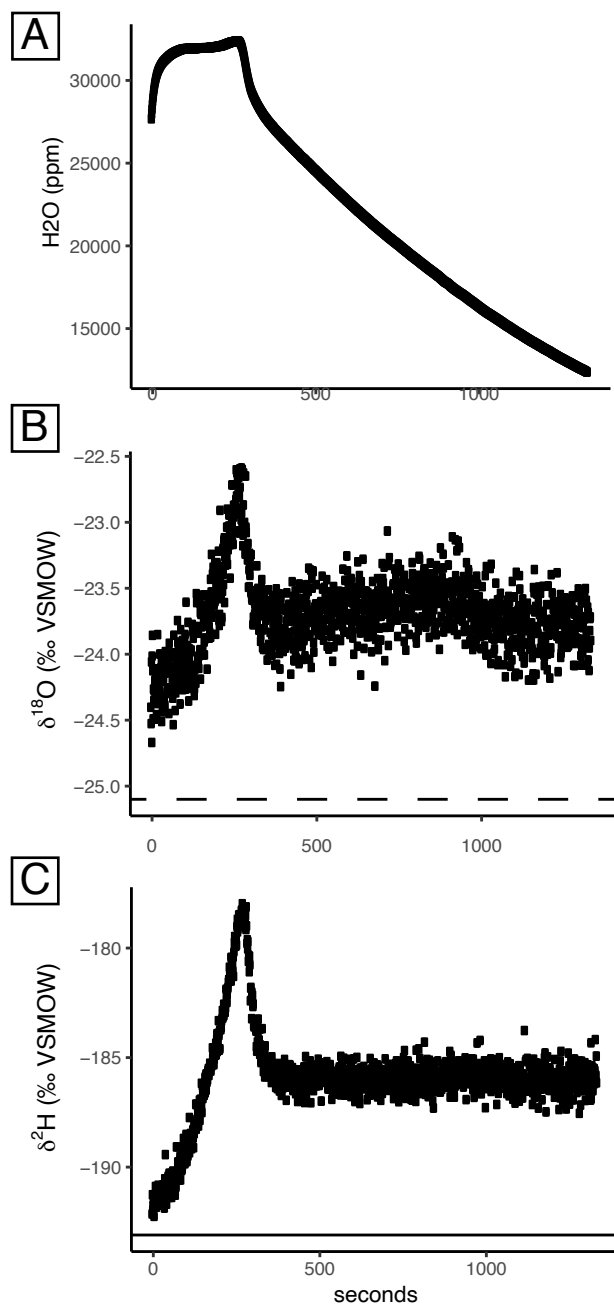 A
H2O (ppm)
30000
25000
20000
15000
0 500 1000
B
δ¹⁸O (‰ VSMOW)
−22.5
−23.0
−23.5
−24.0
−24.5
−25.0
0 500 1000
C
δ²H (‰ VSMOW)
−180
−185
−190
0 500 1000
seconds